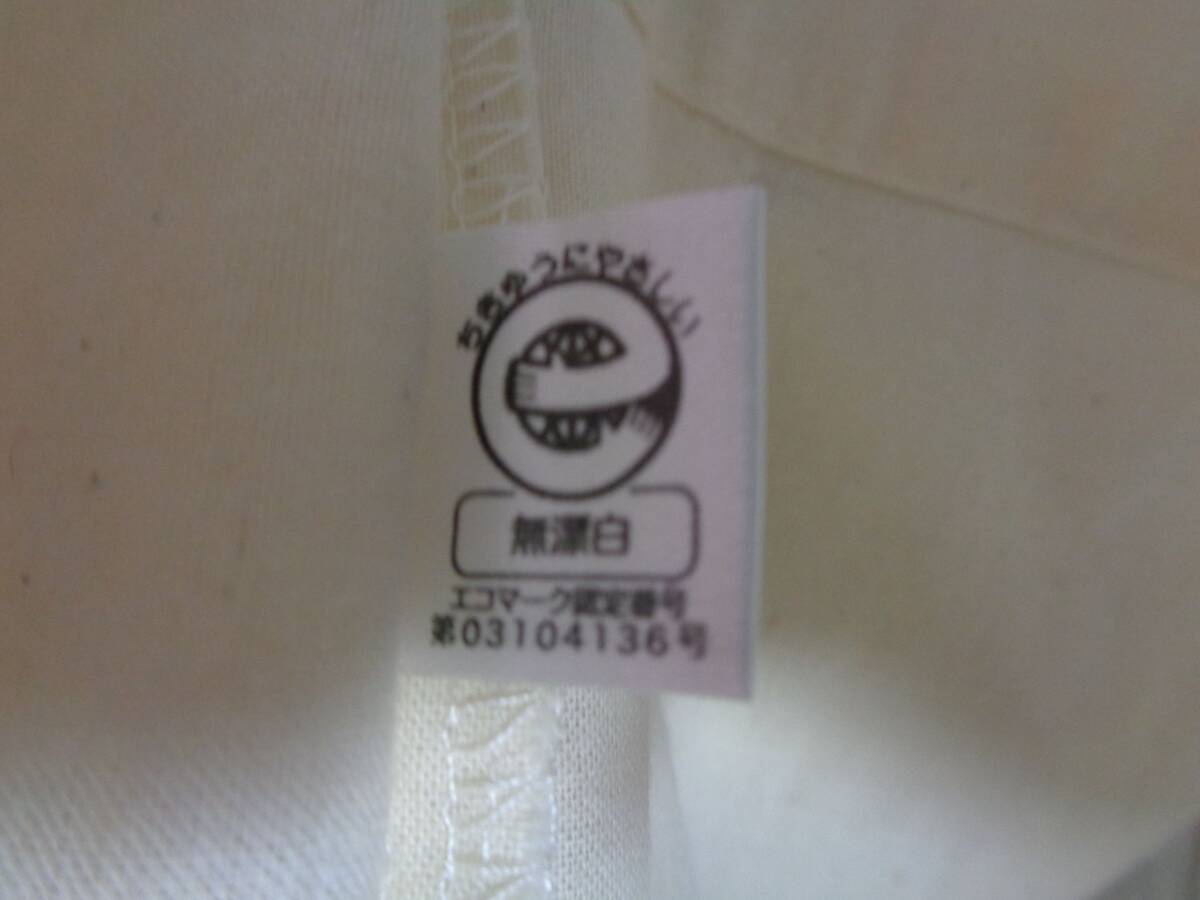 ちきゅうにやさしい
無漂白
エコマーク認定番号
第03104136号